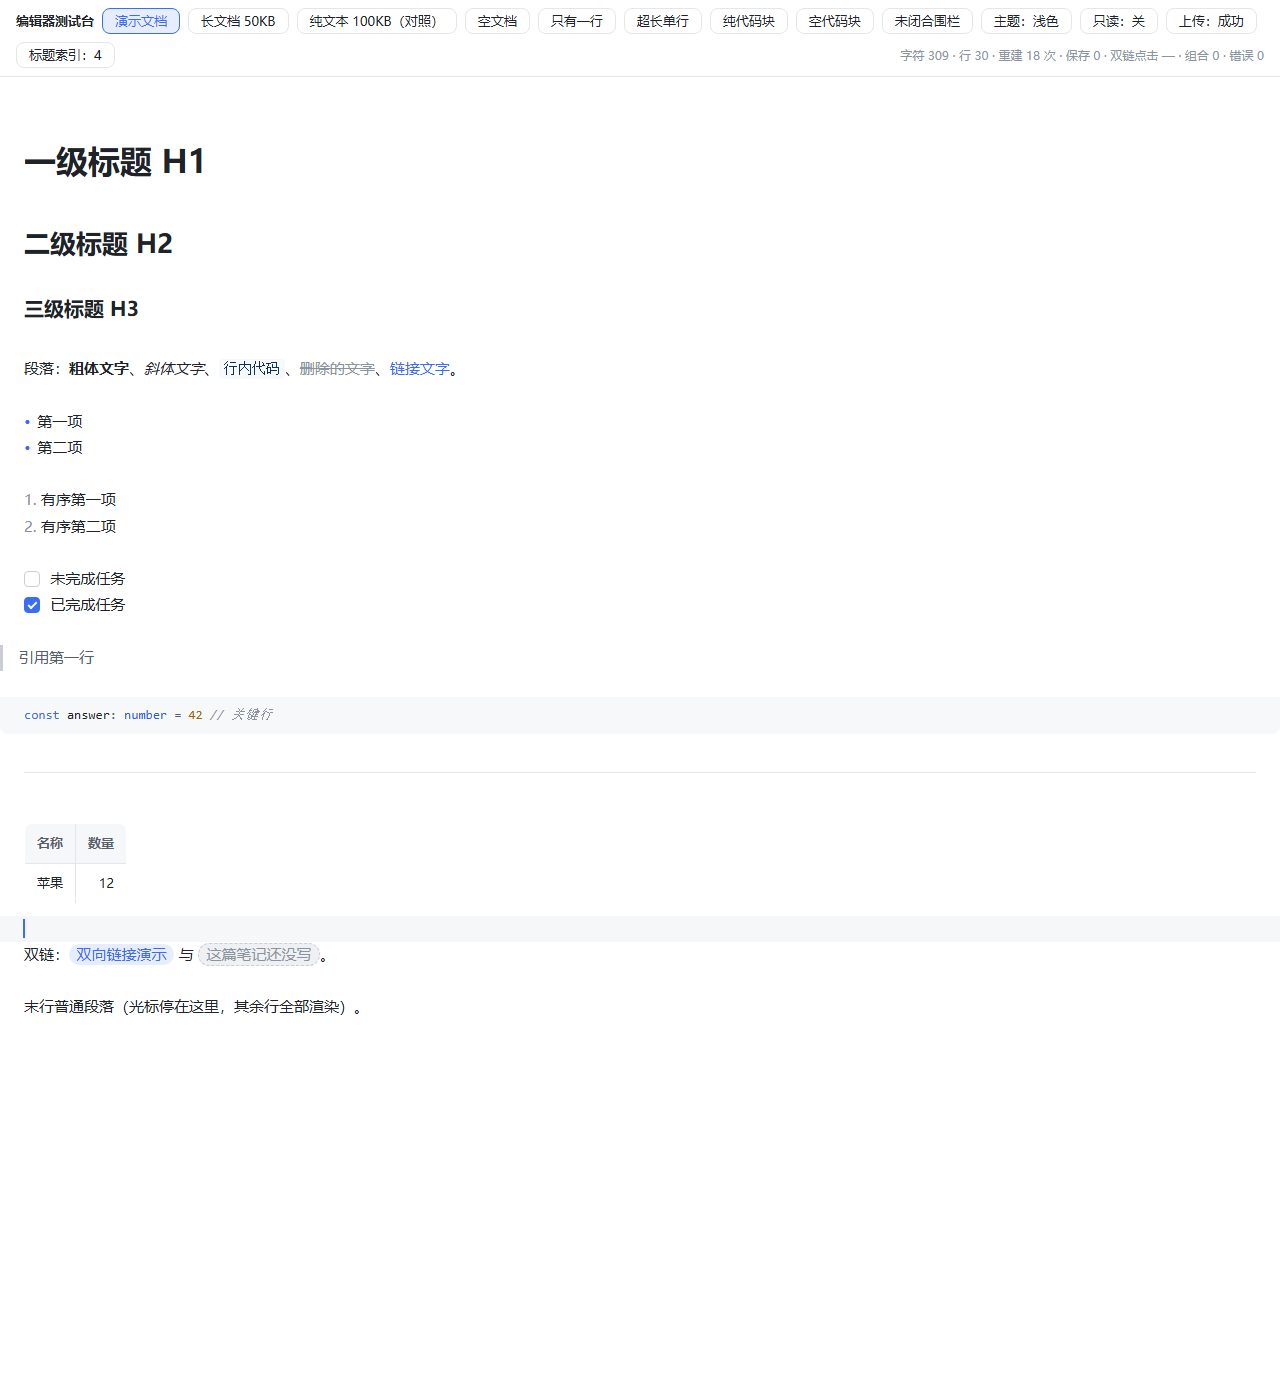 编辑器测试台 演示文档 长文档 50KB 纯文本 100KB（对照） 空文档 只有一行 超长单行 纯代码块 空代码块 未闭合围栏 主题：浅色 只读：关 上传：成功
标题索引：4 字符 309 · 行 30 · 重建 18 次 · 保存 0 · 双链点击 — · 组合 0 · 错误 0
一级标题 H1
二级标题 H2
三级标题 H3
段落：粗体文字、斜体文字、行内代码、删除的文字、链接文字。
• 第一项
• 第二项
1. 有序第一项
2. 有序第二项
未完成任务
已完成任务
引用第一行
const answer: number = 42 // 关键行
名称 数量
苹果 12
双链：双向链接演示 与 这篇笔记还没写。
末行普通段落（光标停在这里，其余行全部渲染）。